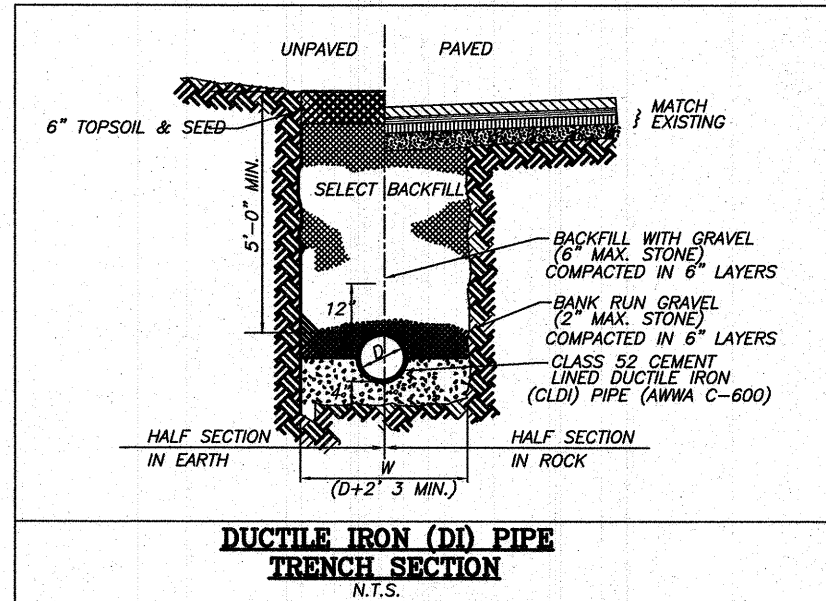 UNPAVED PAVED
6" TOPSOIL & SEED
MATCH
EXISTING
5'-0" MIN.
SELECT BACKFILL
BACKFILL WITH GRAVEL
(6" MAX. STONE)
COMPACTED IN 6" LAYERS
12"
BANK RUN GRAVEL
(2" MAX. STONE)
COMPACTED IN 6" LAYERS
D
CLASS 52 CEMENT
LINED DUCTILE IRON
(CLDI) PIPE (AWWA C-600)
4
HALF SECTION
IN EARTH
HALF SECTION
IN ROCK
W
(D+2' 3 MIN.)
DUCTILE IRON (DI) PIPE
TRENCH SECTION
N.T.S.